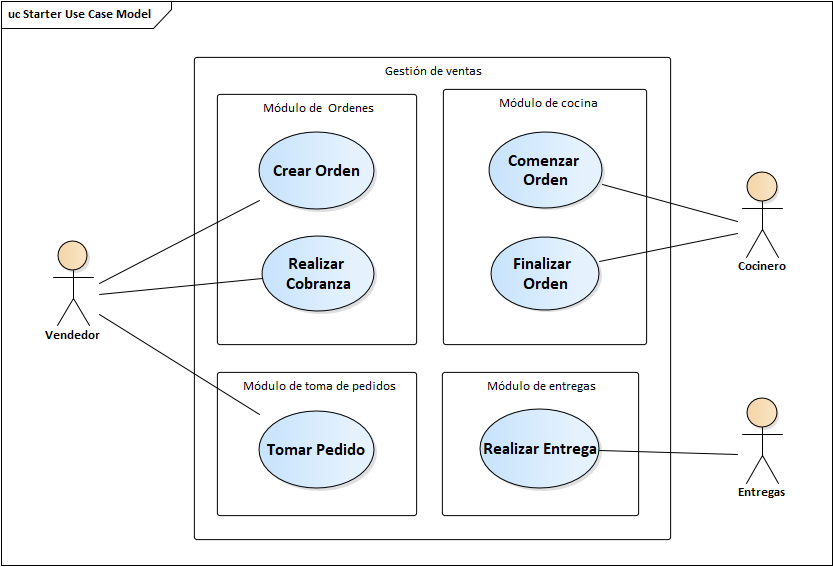 uc Starter Use Case Model
Gestión de ventas
Módulo de Ordenes
Crear Orden
Realizar
Cobranza
Módulo de cocina
Comenzar
Orden
Finalizar
Orden
Módulo de toma de pedidos
Tomar Pedido
Módulo de entregas
Realizar Entrega
Vendedor
Cocinero
Entregas